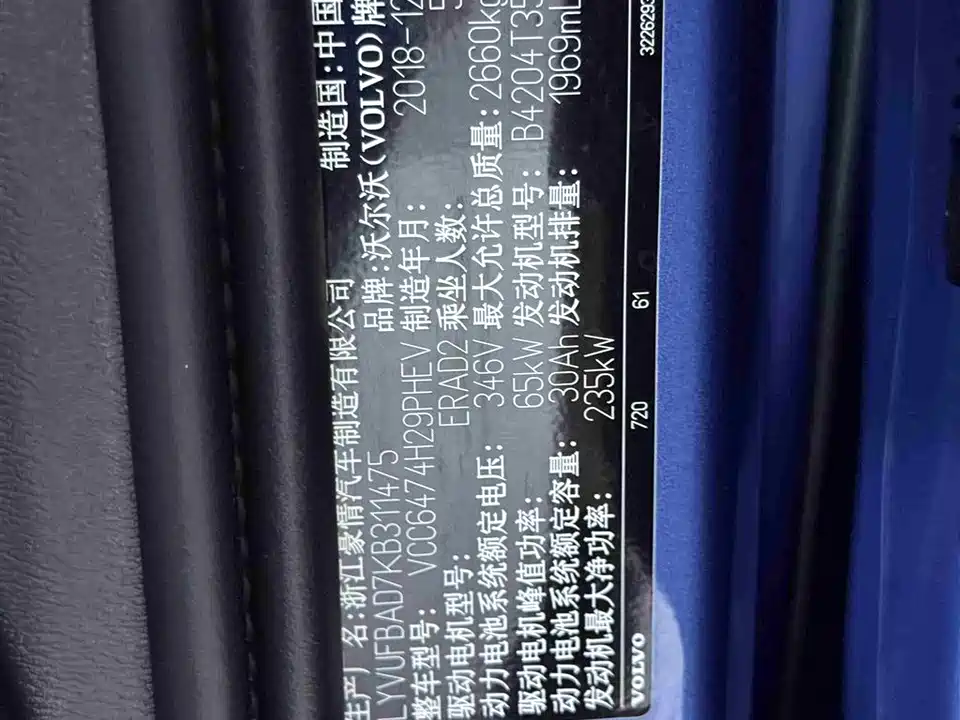 生产厂名:浙江豪情汽车制造有限公司 制造国:中国
LYVUFBAD7KB311475 品牌:沃尔沃(VOLVO)牌
整车型号: VCC6474H29PHEV 制造年月: 2018-12
驱动电机型号: ERAD2 乘坐人数:
动力电池系统额定电压: 346V 最大允许总质量: 2660kg
驱动电机峰值功率: 65kW 发动机型号: B4204T35
动力电池系统额定容量: 30Ah 发动机排量: 1969mL
发动机最大净功率: 235kW
VOLVO 720 61